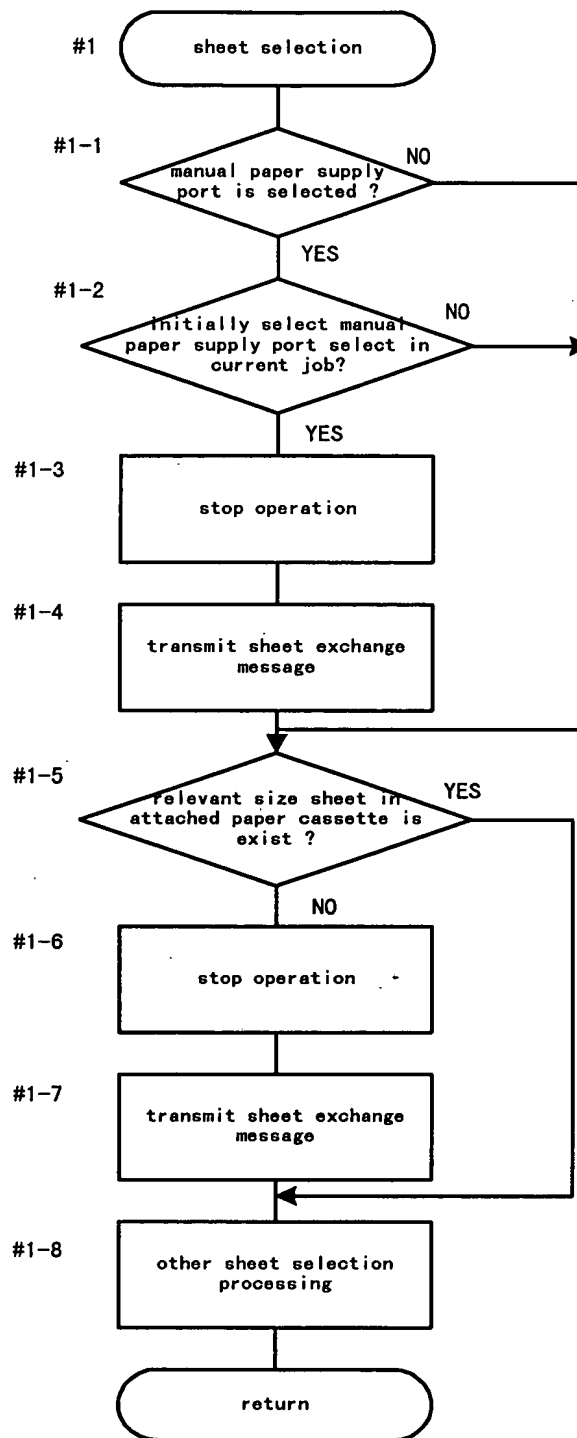 #1
sheet selection
#1-1
manual paper supply
port is selected ?
NO
YES
#1-2
initially select manual
paper supply port select in
current job?
NO
YES
#1-3
stop operation
#1-4
transmit sheet exchange
message
#1-5
relevant size sheet in
attached paper cassette is
exist ?
YES
NO
#1-6
stop operation
#1-7
transmit sheet exchange
message
#1-8
other sheet selection
processing
return